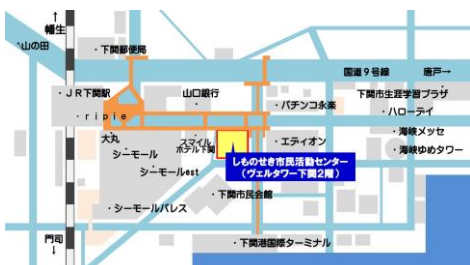 ↑
幡生
・山の田
・下関郵便局
国道9号線
唐戸→
・JR下関駅
山口銀行
・パチンコ永楽
下関市生涯学習プラザ
・ハローデイ
・ripie
大丸
スマイル
ホテル下関
・エディオン
・海峡メッセ
シーモール
・海峡ゆめタワー
シーモールest
しものせき市民活動センター
(ヴェルタワー下関2階)
・下関市民会館
・シーモールパレス
門司
↓
・下関港国際ターミナル